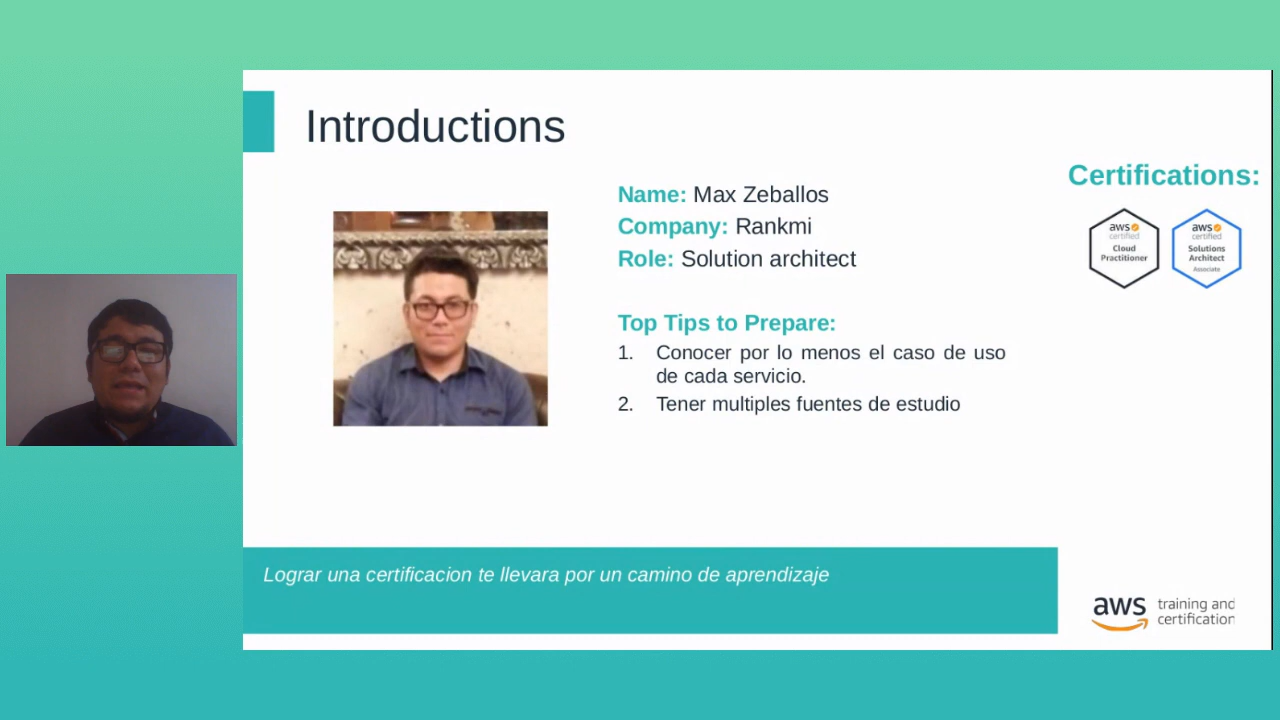 Introductions
Name: Max Zeballos
Company: Rankmi
Role: Solution architect
Certifications:
aws
certified
Cloud
Practitioner
aws
certified
Solutions
Architect
Associate
Top Tips to Prepare:
1. Conocer por lo menos el caso de uso
de cada servicio.
2. Tener multiples fuentes de estudio
Lograr una certificacion te llevara por un camino de aprendizaje
aws training and
certification